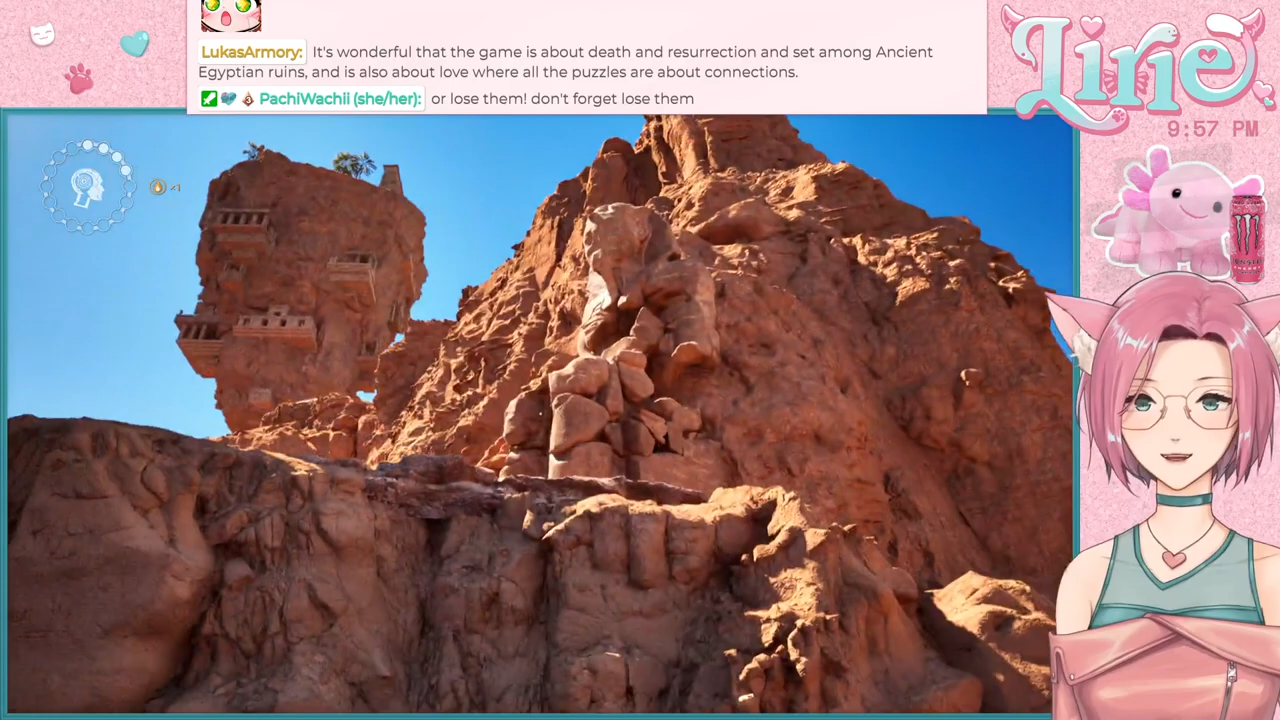 LukasArmory: It's wonderful that the game is about death and resurrection and set among Ancient
Egyptian ruins, and is also about love where all the puzzles are about connections.
3 PachiWachii (she/her): or lose them! don't forget lose them
Lirie
9:57 PM
×1